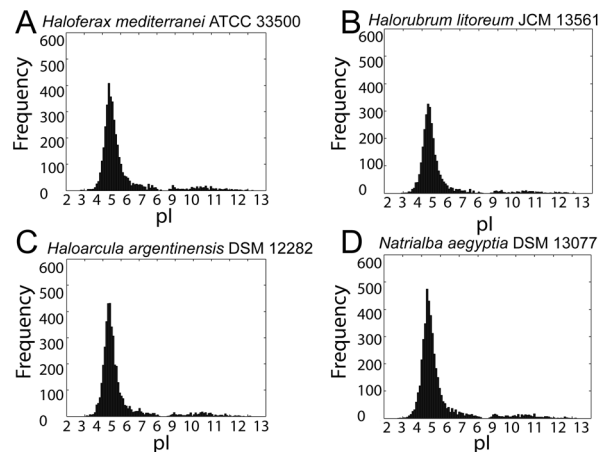 A Haloferax mediterranei ATCC 33500
600
500
400
300
200
100
0
Frequency
2 3 4 5 6 7 8 9 10 11 12 13
pI
B Halorubrum litoreum JCM 13561
600
500
400
300
200
100
0
Frequency
2 3 4 5 6 7 8 9 10 11 12 13
pI
C Haloarcula argentinensis DSM 12282
600
500
400
300
200
100
0
Frequency
2 3 4 5 6 7 8 9 10 11 12 13
pI
D Natrialba aegyptia DSM 13077
600
500
400
300
200
100
0
Frequency
2 3 4 5 6 7 8 9 10 11 12 13
pI